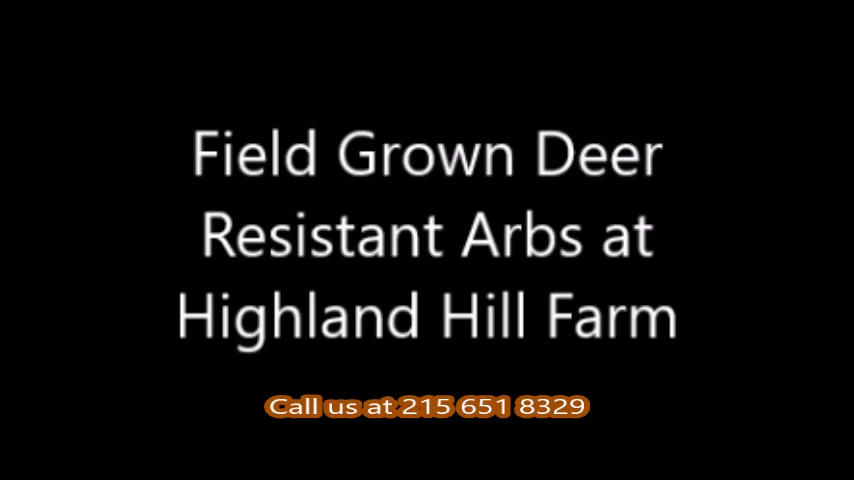 Field Grown Deer
Resistant Arbs at
Highland Hill Farm
Call us at 215 651 8329